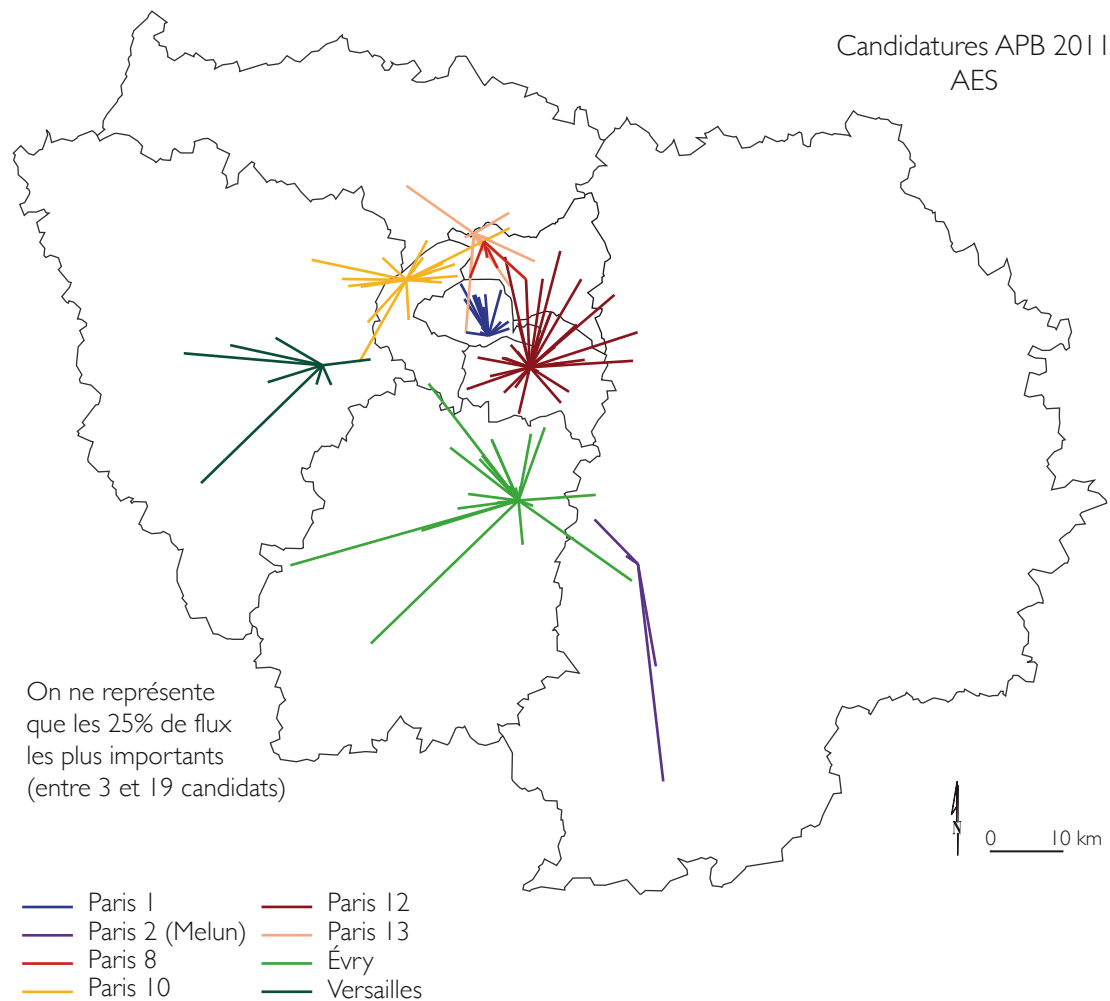 Candidatures APB 2011
AES
On ne représente
que les 25% de flux
les plus importants
(entre 3 et 19 candidats)
N
0 10 km
Paris 1
Paris 2 (Melun)
Paris 8
Paris 10
Paris 12
Paris 13
Évry
Versailles